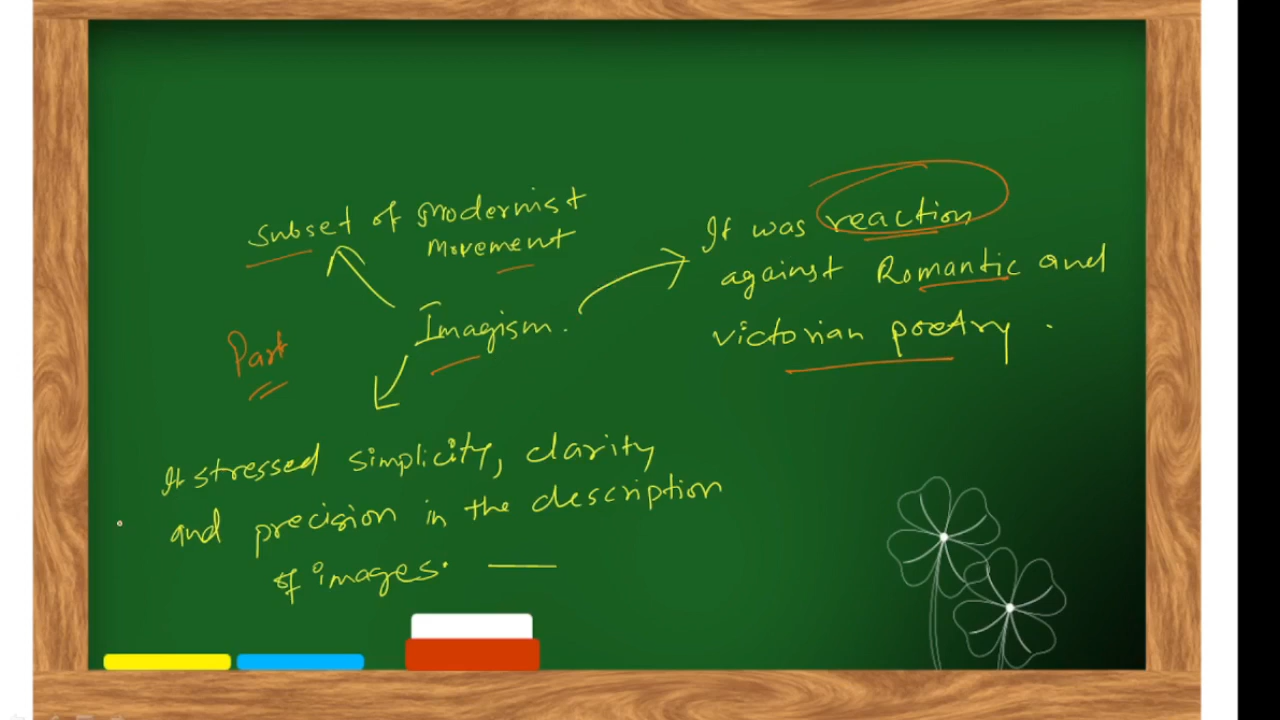 Subset of Modernist
Movement
It was reaction
against Romantic and
victorian poetry.
Imagism.
Part
It stressed simplicity, clarity
and precision in the description
of images.